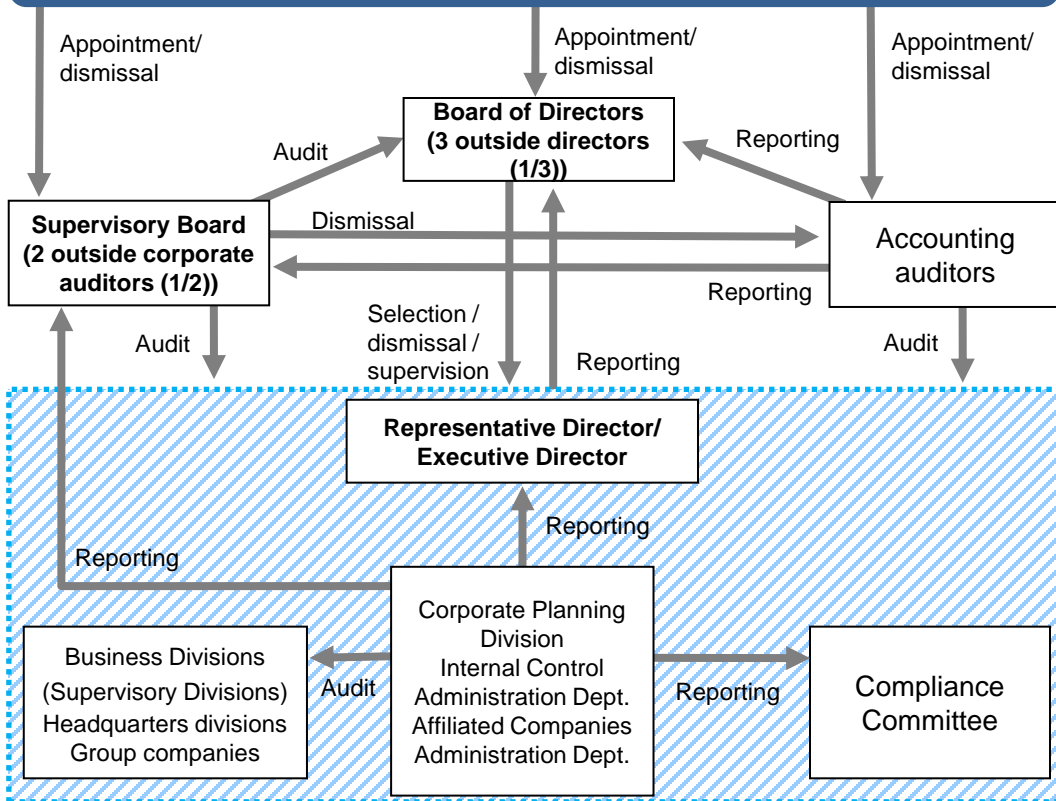 Appointment/
dismissal
Appointment/
dismissal
Appointment/
dismissal
Board of Directors
(3 outside directors
(1/3))
Audit
Reporting
Supervisory Board
(2 outside corporate
auditors (1/2))
Dismissal
Accounting
auditors
Reporting
Audit
Selection /
dismissal /
supervision
Reporting
Audit
Representative Director/
Executive Director
Reporting
Reporting
Corporate Planning
Division
Internal Control
Administration Dept.
Affiliated Companies
Administration Dept.
Business Divisions
(Supervisory Divisions)
Headquarters divisions
Group companies
Audit
Reporting
Compliance
Committee